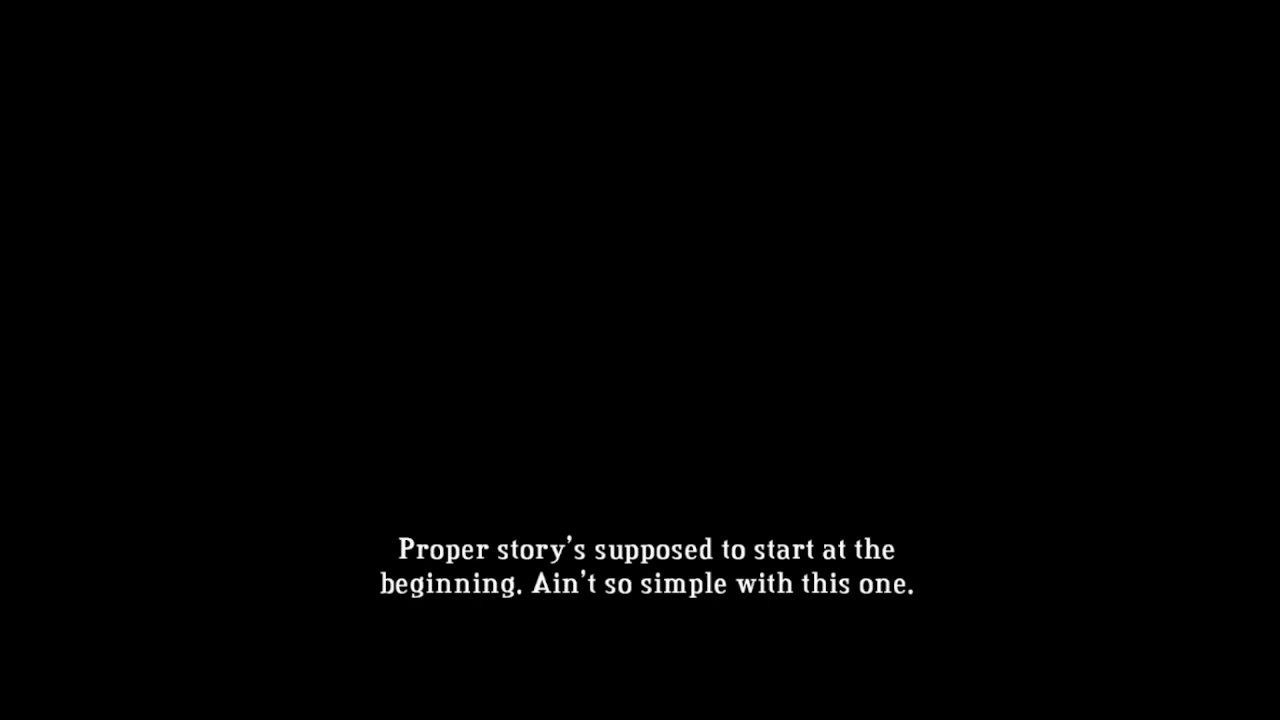 Proper story's supposed to start at the
beginning. Ain't so simple with this one.